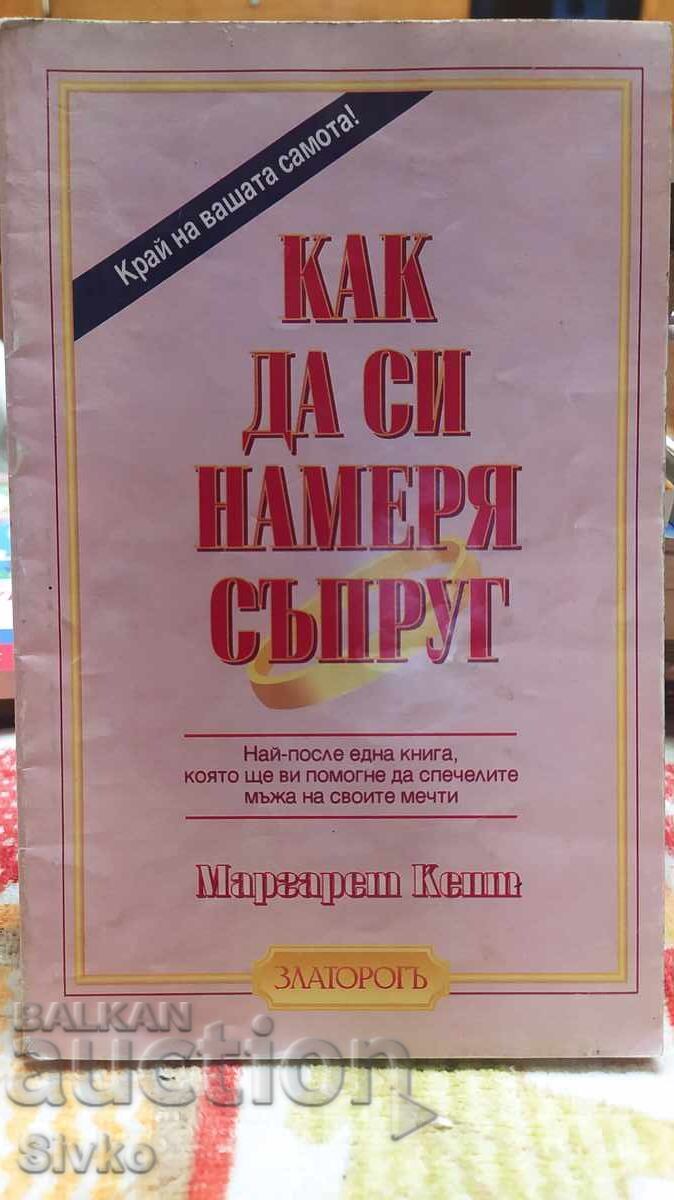 Край на вашата самота!
КАК
ДА СИ
НАМЕРЯ
СЪПРУГ
Най-после една книга,
която ще ви помогне да спечелите
мъжа на своите мечти
Маргарет Кент
ЗЛАТОРОГЪ
BALKAN
auction
Sivko